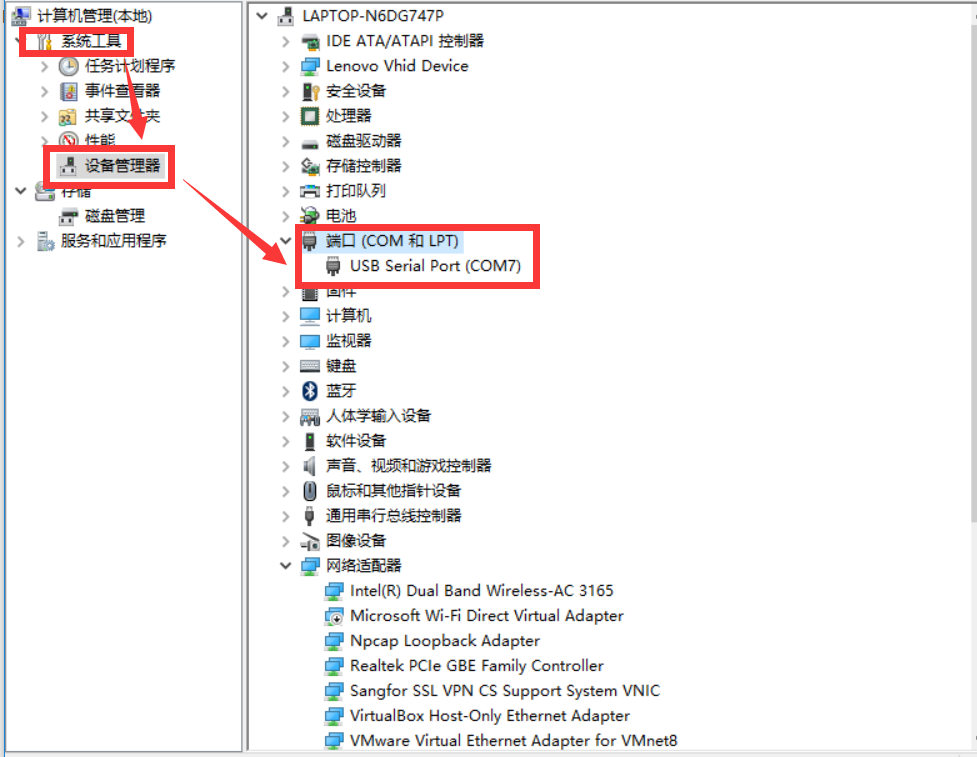 计算机管理(本地)
系统工具
任务计划程序
事件查看器
共享文件夹
性能
设备管理器
存储
磁盘管理
服务和应用程序
LAPTOP-N6DG747P
IDE ATA/ATAPI 控制器
Lenovo Vhid Device
安全设备
处理器
磁盘驱动器
存储控制器
打印队列
电池
端口 (COM 和 LPT)
USB Serial Port (COM7)
固件
计算机
监视器
键盘
蓝牙
人体学输入设备
软件设备
声音、视频和游戏控制器
鼠标和其他指针设备
通用串行总线控制器
图像设备
网络适配器
Intel(R) Dual Band Wireless-AC 3165
Microsoft Wi-Fi Direct Virtual Adapter
Npcap Loopback Adapter
Realtek PCIe GBE Family Controller
Sangfor SSL VPN CS Support System VNIC
VirtualBox Host-Only Ethernet Adapter
VMware Virtual Ethernet Adapter for VMnet8